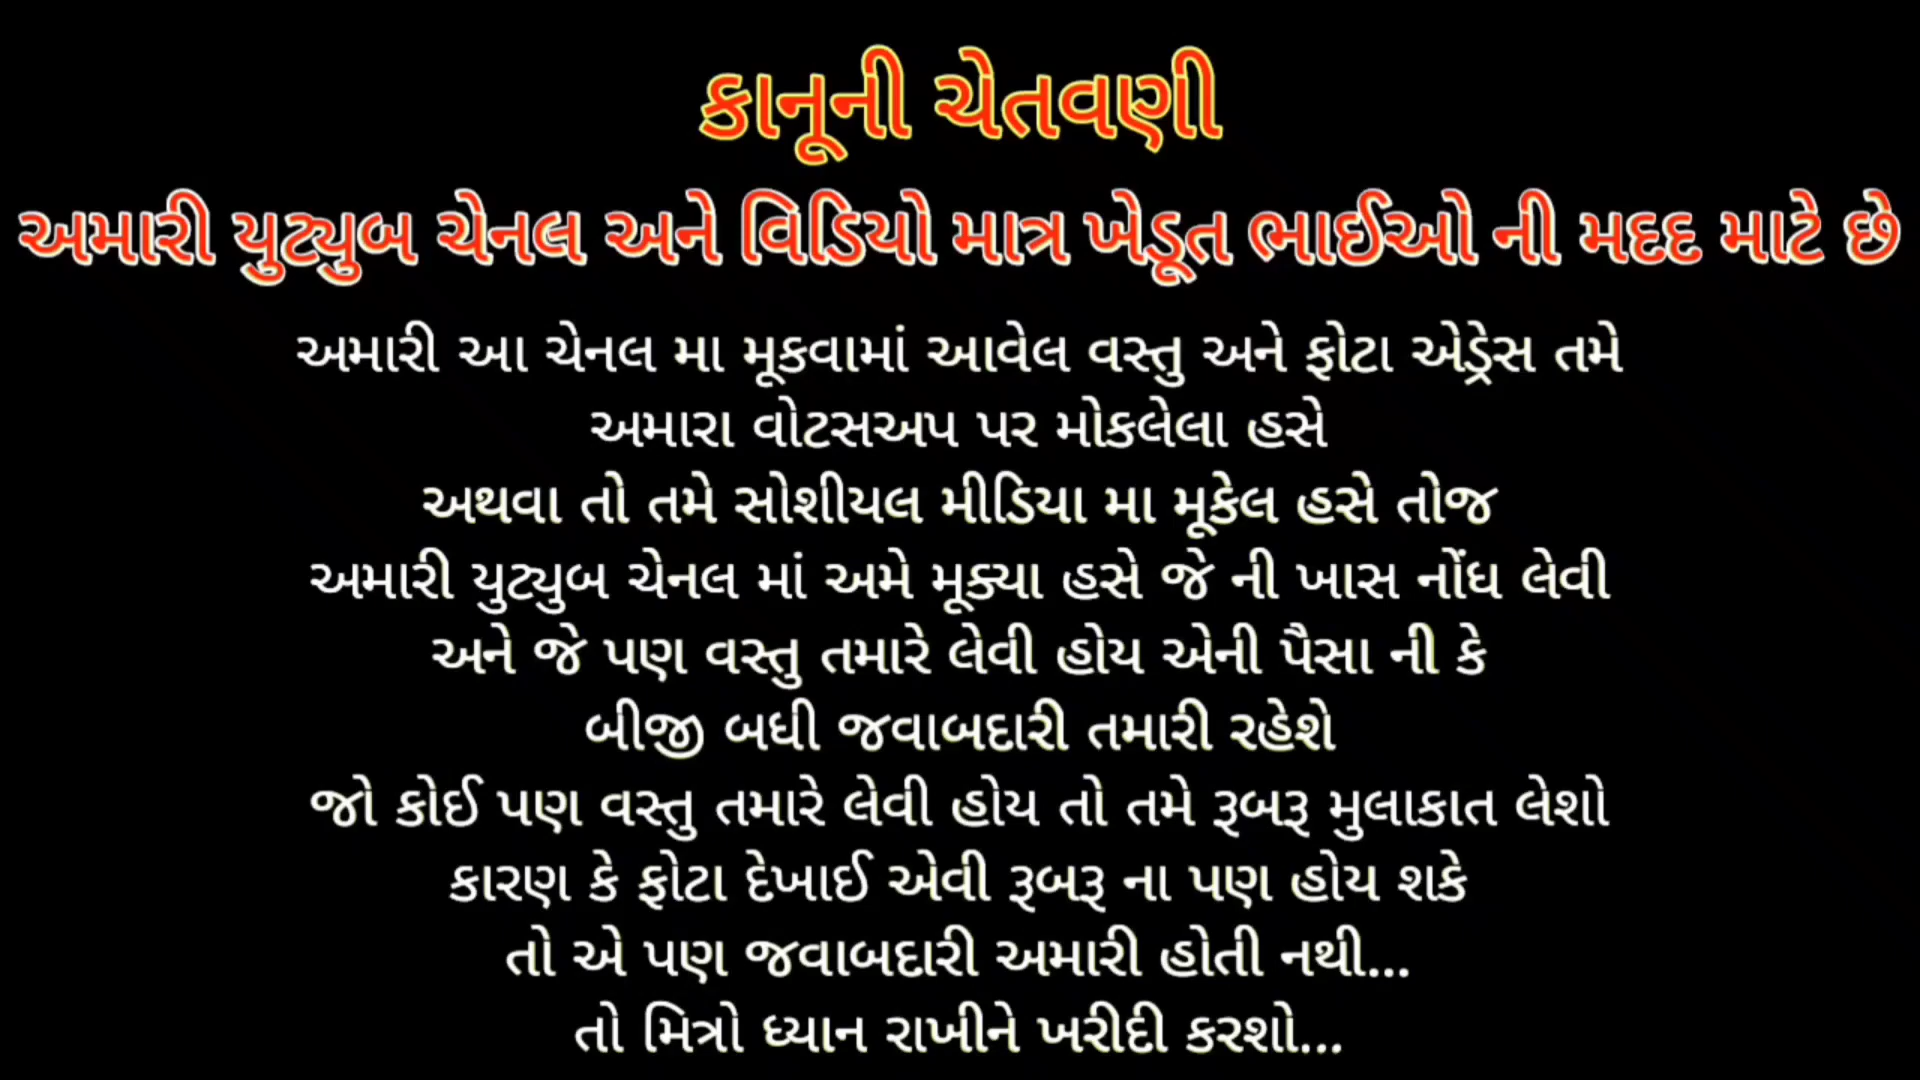 કાનૂની ચેતવણી
અમારી યુટ્યુબ ચેનલ અને વિડિયો માત્ર ખેડૂત ભાઈઓ ની મદદ માટે છે
અમારી આ ચેનલ મા મૂકવામાં આવેલ વસ્તુ અને ફોટા એડ્રેસ તમે
અમારા વોટસઅપ પર મોકલેલા હસે
અથવા તો તમે સોશીયલ મીડિયા મા મૂકેલ હસે તોજ
અમારી યુટ્યુબ ચેનલ માં અમે મૂક્યા હસે જે ની ખાસ નોંધ લેવી
અને જે પણ વસ્તુ તમારે લેવી હોય એની પૈસા ની કે
બીજી બધી જવાબદારી તમારી રહેશે
જો કોઈ પણ વસ્તુ તમારે લેવી હોય તો તમે રૂબરૂ મુલાકાત લેશો
કારણ કે ફોટા દેખાઈ એવી રૂબરૂ ના પણ હોય શકે
તો એ પણ જવાબદારી અમારી હોતી નથી...
તો મિત્રો ધ્યાન રાખીને ખરીદી કરશો...